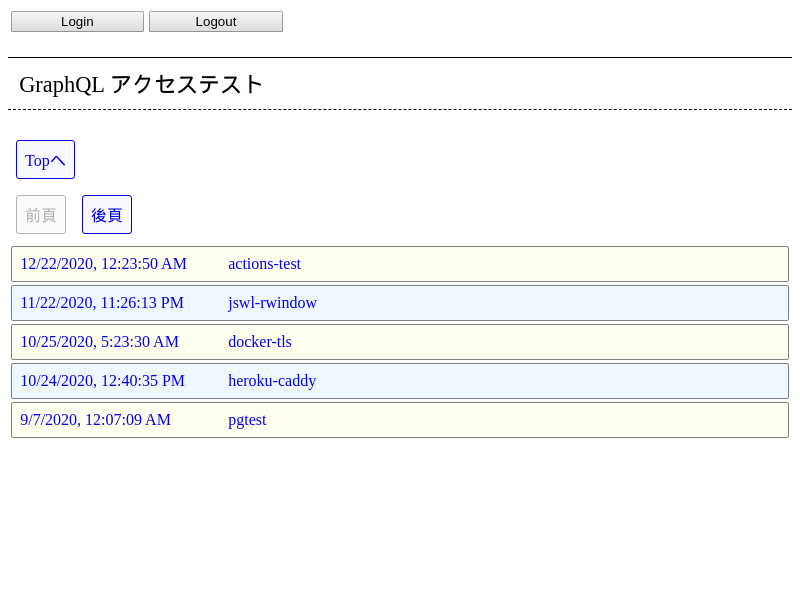 Login Logout
GraphQL アクセステスト
Topへ
前頁 後頁
12/22/2020, 12:23:50 AM actions-test
11/22/2020, 11:26:13 PM jswl-rwindow
10/25/2020, 5:23:30 AM docker-tls
10/24/2020, 12:40:35 PM heroku-caddy
9/7/2020, 12:07:09 AM pgtest